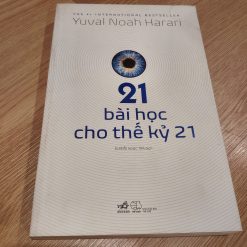 THE #1 INTERNATIONAL BESTSELLER
Yuval Noah Harari
21
bài học
cho thế kỷ 21